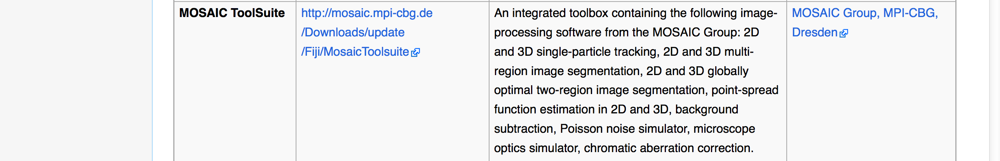 MOSAIC ToolSuite
http://mosaic.mpi-cbg.de
/Downloads/update
/Fiji/MosaicToolsuite
An integrated toolbox containing the following image-
processing software from the MOSAIC Group: 2D
and 3D single-particle tracking, 2D and 3D multi-
region image segmentation, 2D and 3D globally
optimal two-region image segmentation, point-spread
function estimation in 2D and 3D, background
subtraction, Poisson noise simulator, microscope
optics simulator, chromatic aberration correction.
MOSAIC Group, MPI-CBG,
Dresden